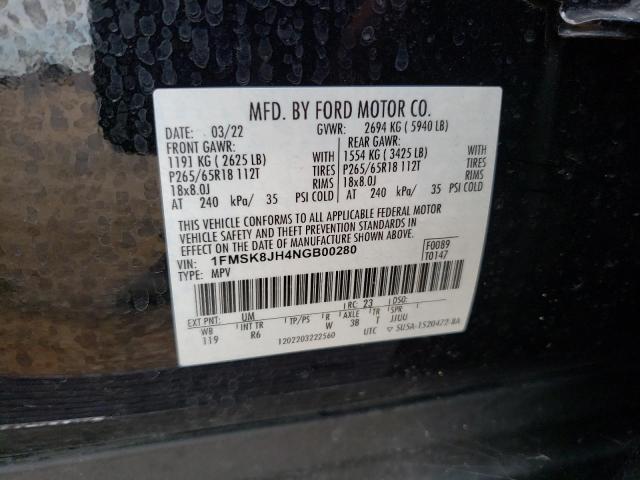 MFD. BY FORD MOTOR CO.
DATE: 03/22 GVWR: 2694 KG ( 5940 LB)
FRONT GAWR: REAR GAWR:
1191 KG ( 2625 LB) WITH 1554 KG ( 3425 LB) WITH
P265/65R18 112T TIRES P265/65R18 112T TIRES
18x8.0J RIMS 18x8.0J RIMS
AT 240 kPa/ 35 PSI COLD AT 240 kPa/ 35 PSI COLD
THIS VEHICLE CONFORMS TO ALL APPLICABLE FEDERAL MOTOR
VEHICLE SAFETY AND THEFT PREVENTION STANDARDS IN
EFFECT ON THE DATE OF MANUFACTURE SHOWN ABOVE.
VIN: 1FMSK8JH4NGB00280 F0089
TYPE: MPV T0147
EXT PNT: UM RC: 23 DSO:
WB INT TR TP/PS R AXLE TR SPR
119 R6 W 3B T JJUU
1202203222560 UTC ▽ SU5A-1520472-BA